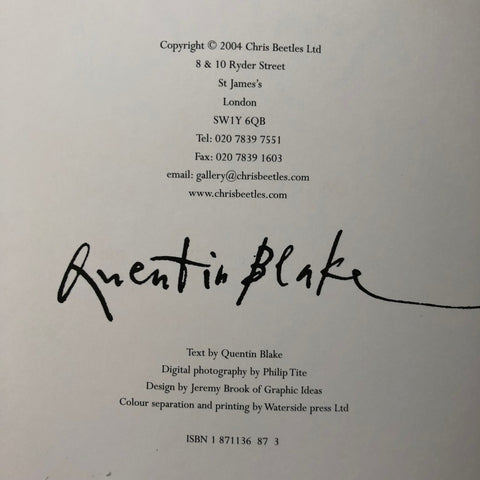 Copyright © 2004 Chris Beetles Ltd
8 & 10 Ryder Street
St James's
London
SW1Y 6QB
Tel: 020 7839 7551
Fax: 020 7839 1603
email: gallery@chrisbeetles.com
www.chrisbeetles.com
Quentin Blake
Text by Quentin Blake
Digital photography by Philip Tite
Design by Jeremy Brook of Graphic Ideas
Colour separation and printing by Waterside press Ltd
ISBN 1 871136 87 3